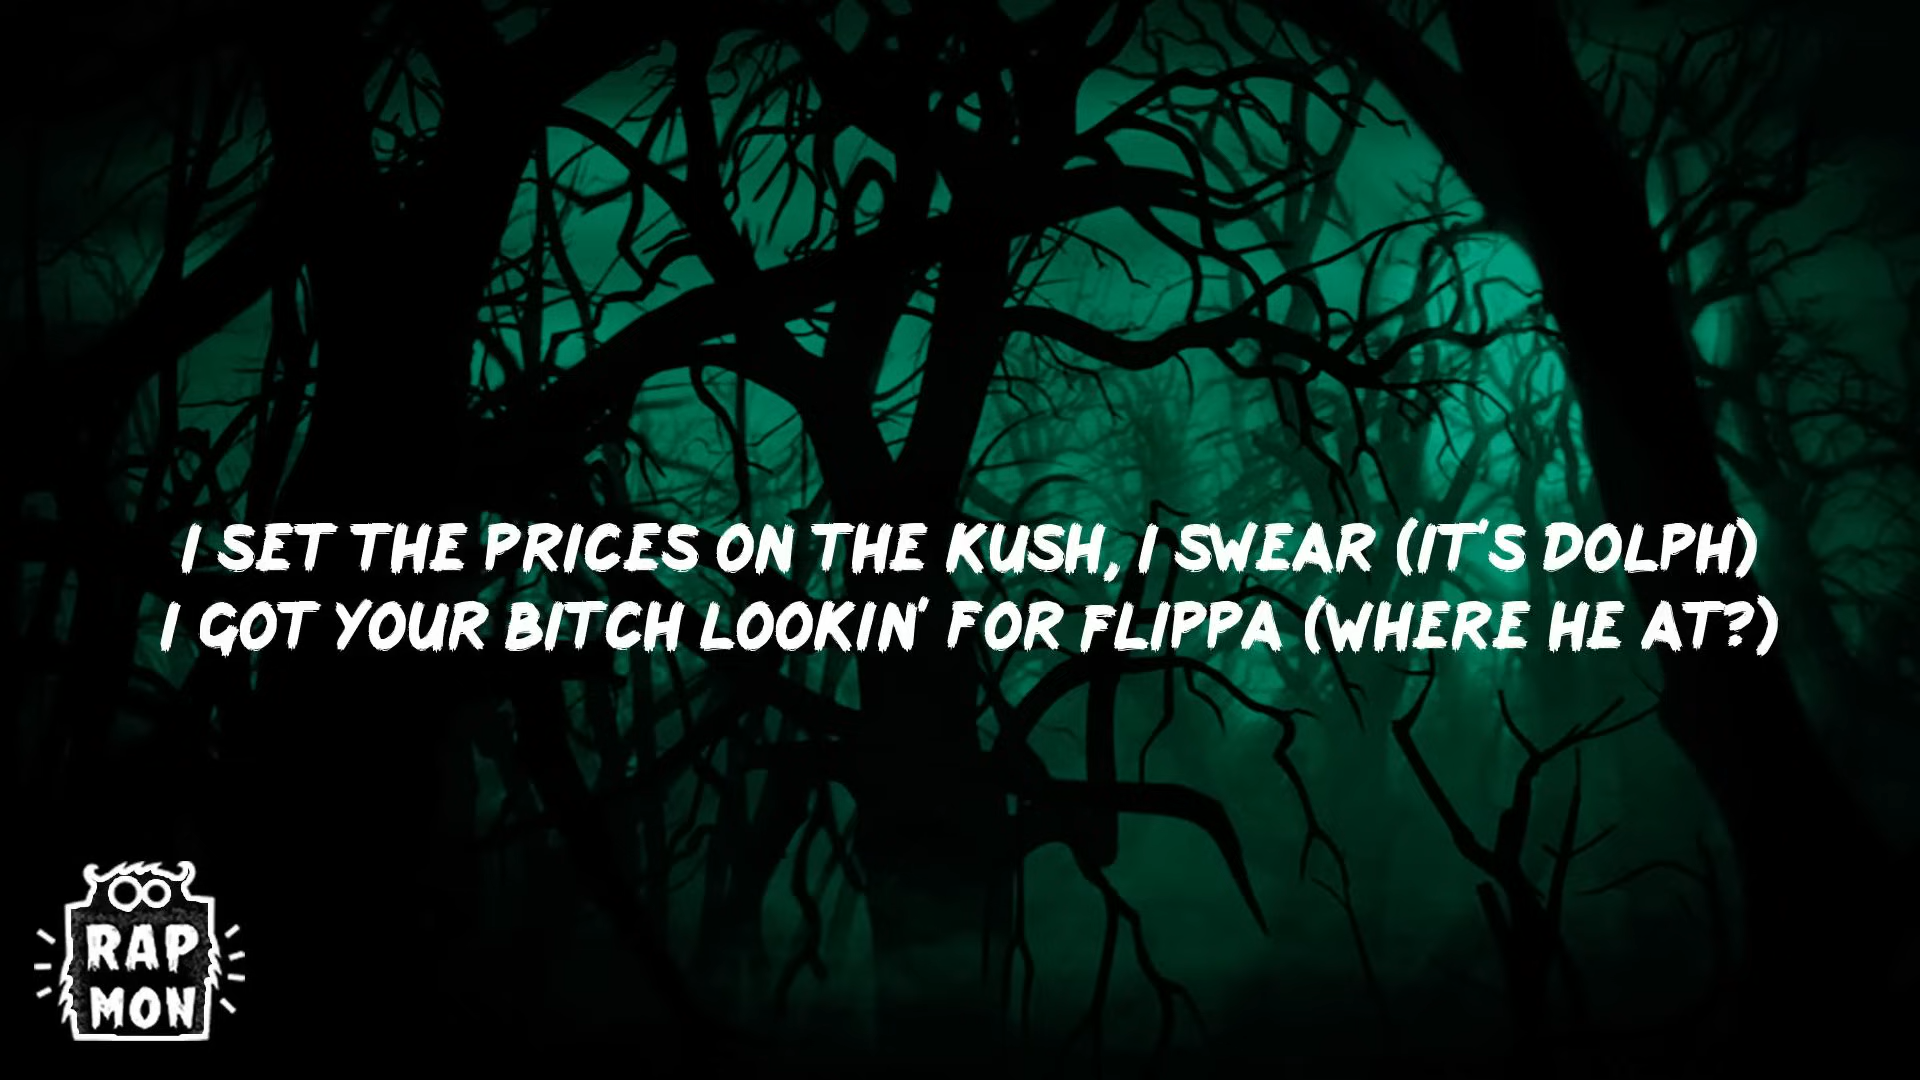 I SET THE PRICES ON THE KUSH, I SWEAR (IT'S DOLPH)
I GOT YOUR BITCH LOOKIN' FOR FLIPPA (WHERE HE AT?)
RAP
MON